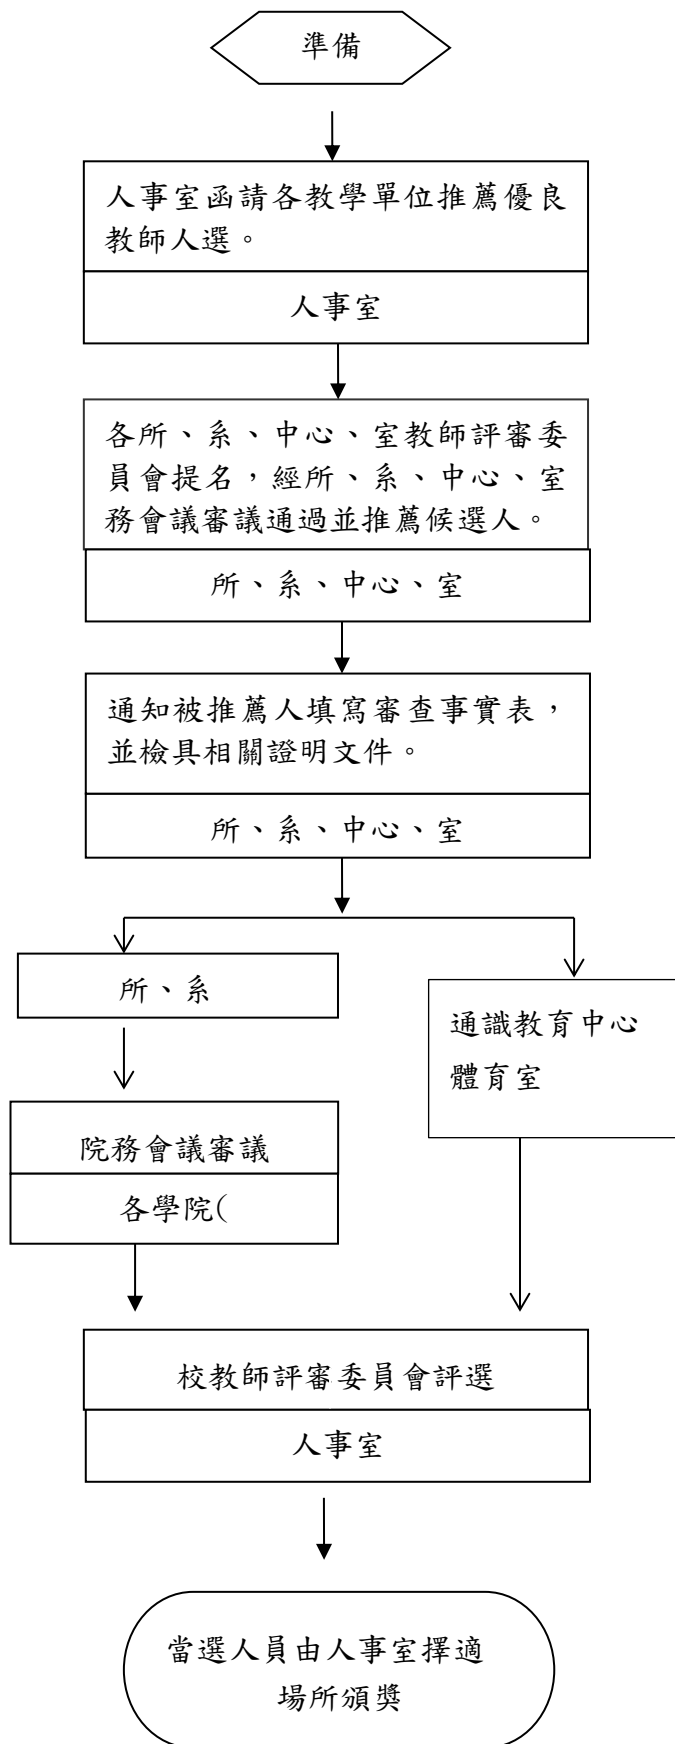 準備
人事室函請各教學單位推薦優良
教師人選。
人事室
各所、系、中心、室教師評審委
員會提名，經所、系、中心、室
務會議審議通過並推薦候選人。
所、系、中心、室
通知被推薦人填寫審查事實表，
並檢具相關證明文件。
所、系、中心、室
所、系
通識教育中心
體育室
院務會議審議
各學院(
校教師評審委員會評選
人事室
當選人員由人事室擇適
場所頒獎